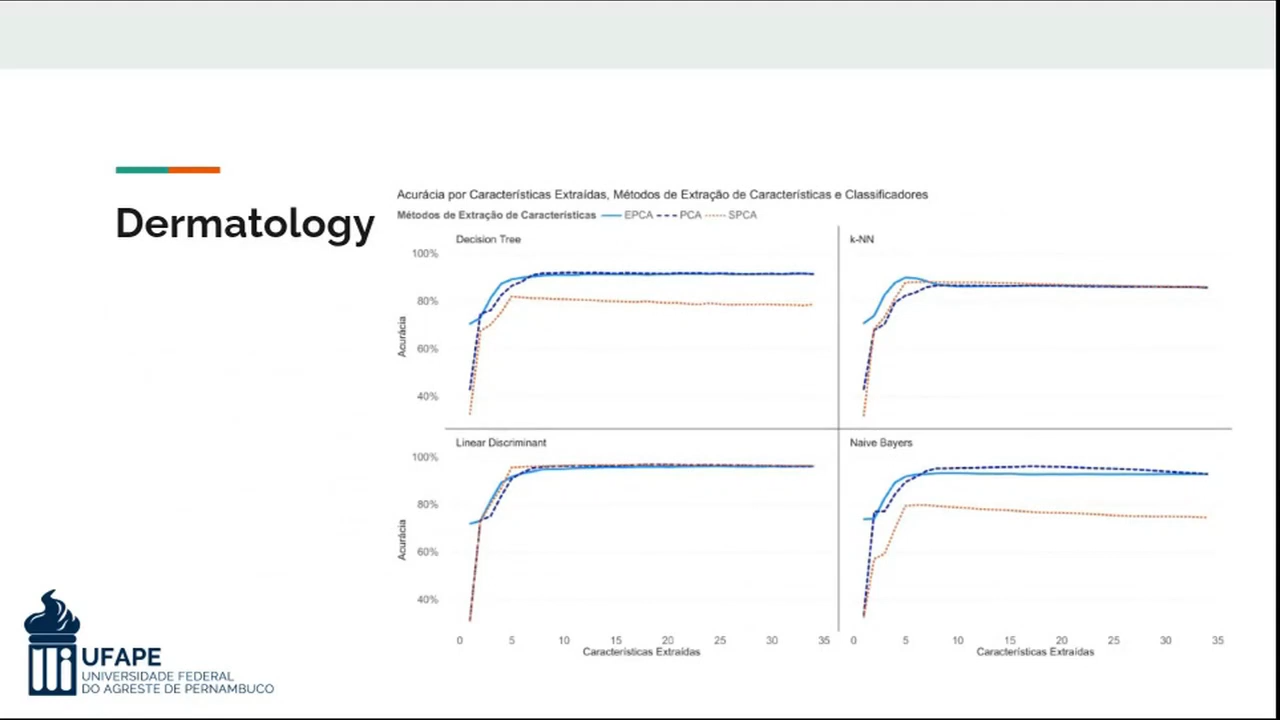 Dermatology
Acurácia por Características Extraídas, Métodos de Extração de Características e Classificadores
Métodos de Extração de Características EPCA PCA SPCA
Decision Tree
100%
80%
60%
40%
Acurácia
k-NN
Linear Discriminant
100%
80%
60%
40%
Acurácia
0 5 10 15 20 25 30 35
Características Extraídas
Naive Bayers
0 5 10 15 20 25 30 35
Características Extraídas
UFAPE
UNIVERSIDADE FEDERAL
DO AGRESTE DE PERNAMBUCO